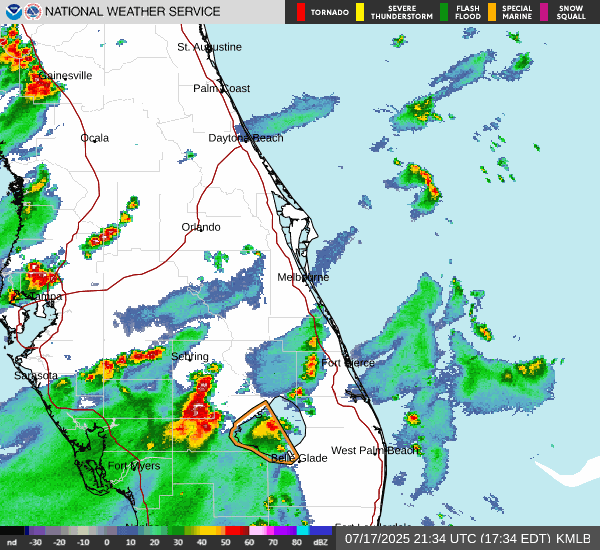 NATIONAL WEATHER SERVICE
TORNADO
SEVERE THUNDERSTORM
FLASH FLOOD
SPECIAL MARINE
SNOW SQUALL
St. Augustine
Gainesville
Palm Coast
Ocala
Daytona Beach
Orlando
Melbourne
Tampa
Sebring
Fort Pierce
Sarasota
West Palm Beach
Belle Glade
Fort Myers
nd -30 -20 -10 0 10 20 30 40 50 60 70 80 dBZ
07/17/2025 21:34 UTC (17:34 EDT) KMLB